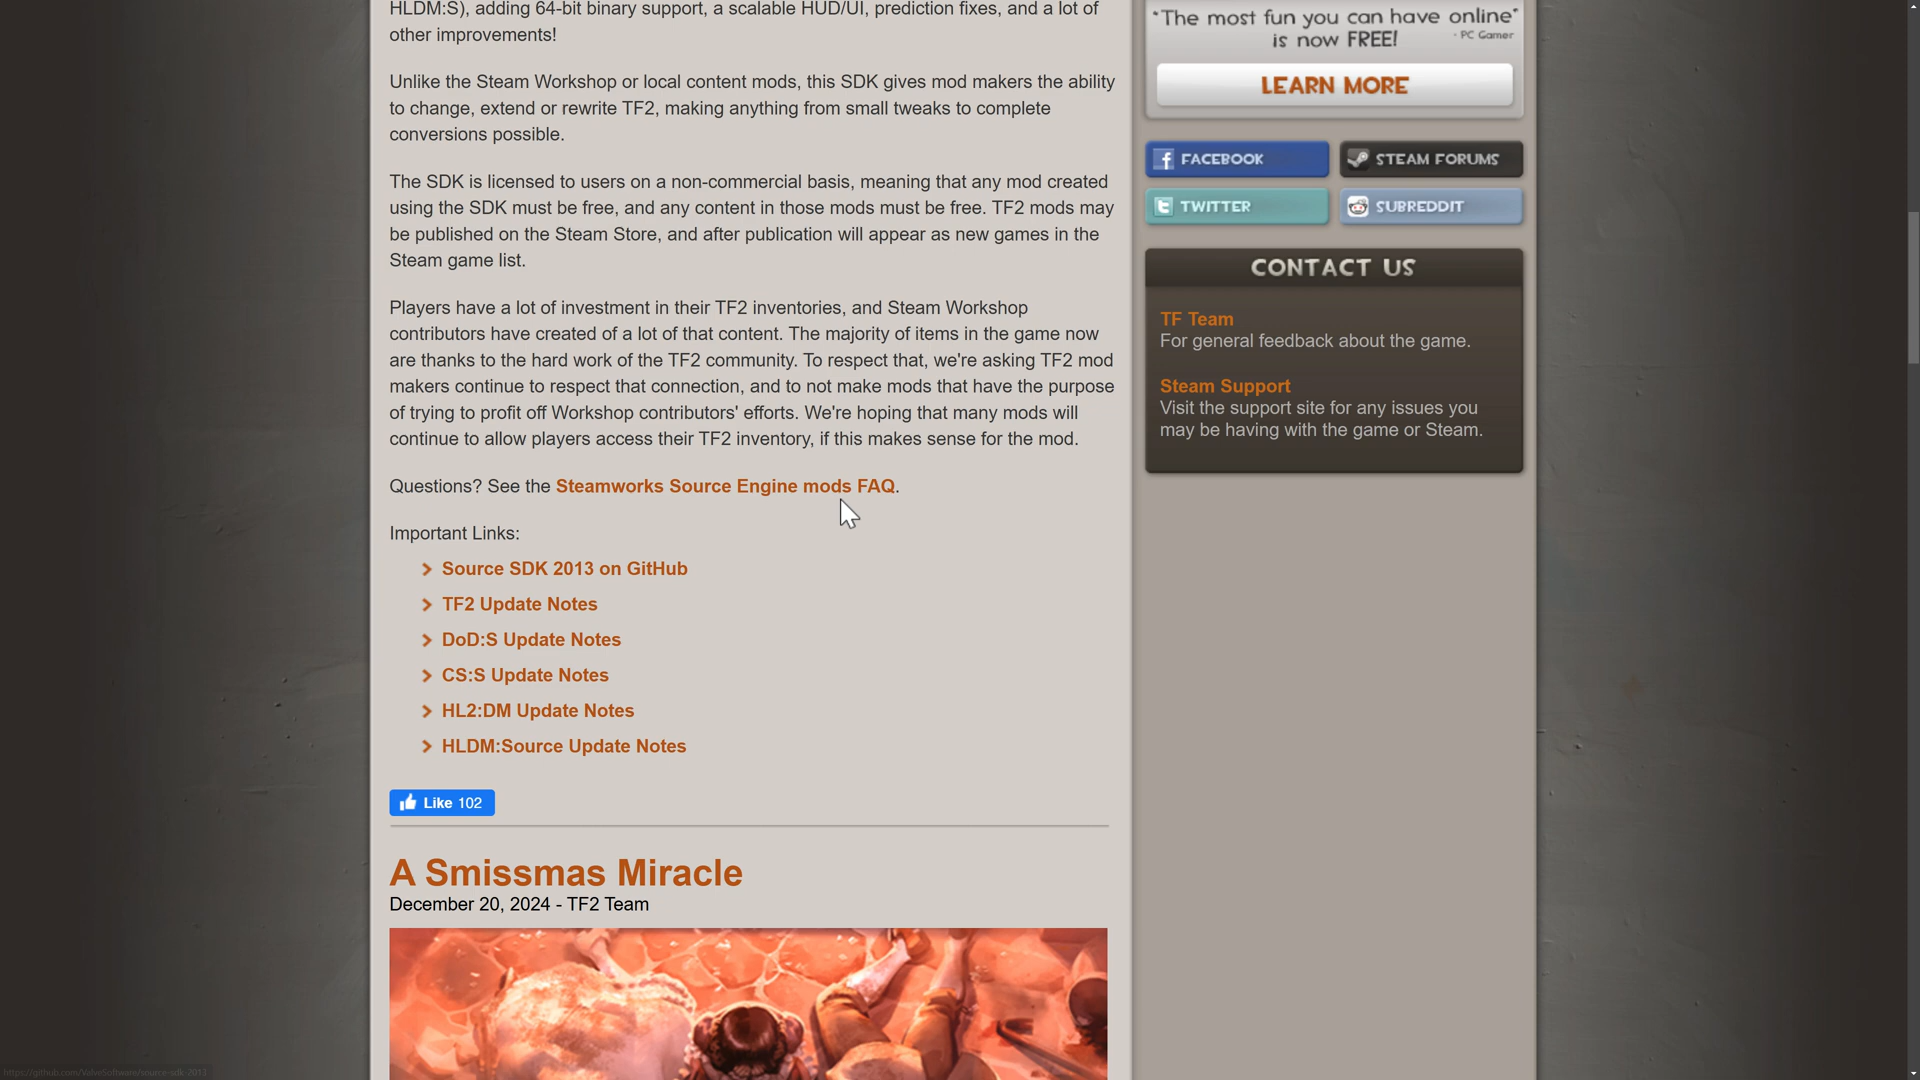 HLDM:S), adding 64-bit binary support, a scalable HUD/UI, prediction fixes, and a lot of
other improvements!
Unlike the Steam Workshop or local content mods, this SDK gives mod makers the ability
to change, extend or rewrite TF2, making anything from small tweaks to complete
conversions possible.
The SDK is licensed to users on a non-commercial basis, meaning that any mod created
using the SDK must be free, and any content in those mods must be free. TF2 mods may
be published on the Steam Store, and after publication will appear as new games in the
Steam game list.
Players have a lot of investment in their TF2 inventories, and Steam Workshop
contributors have created of a lot of that content. The majority of items in the game now
are thanks to the hard work of the TF2 community. To respect that, we're asking TF2 mod
makers continue to respect that connection, and to not make mods that have the purpose
of trying to profit off Workshop contributors' efforts. We're hoping that many mods will
continue to allow players access their TF2 inventory, if this makes sense for the mod.
Questions? See the Steamworks Source Engine mods FAQ.
Important Links:
Source SDK 2013 on GitHub
TF2 Update Notes
DoD:S Update Notes
CS:S Update Notes
HL2:DM Update Notes
HLDM:Source Update Notes
Like 102
A Smissmas Miracle
December 20, 2024 - TF2 Team
"The most fun you can have online"
is now FREE! - PC Gamer
LEARN MORE
FACEBOOK
STEAM FORUMS
TWITTER
SUBREDDIT
CONTACT US
TF Team
For general feedback about the game.
Steam Support
Visit the support site for any issues you
may be having with the game or Steam.
https://github.com/ValveSoftware/source-sdk-2013